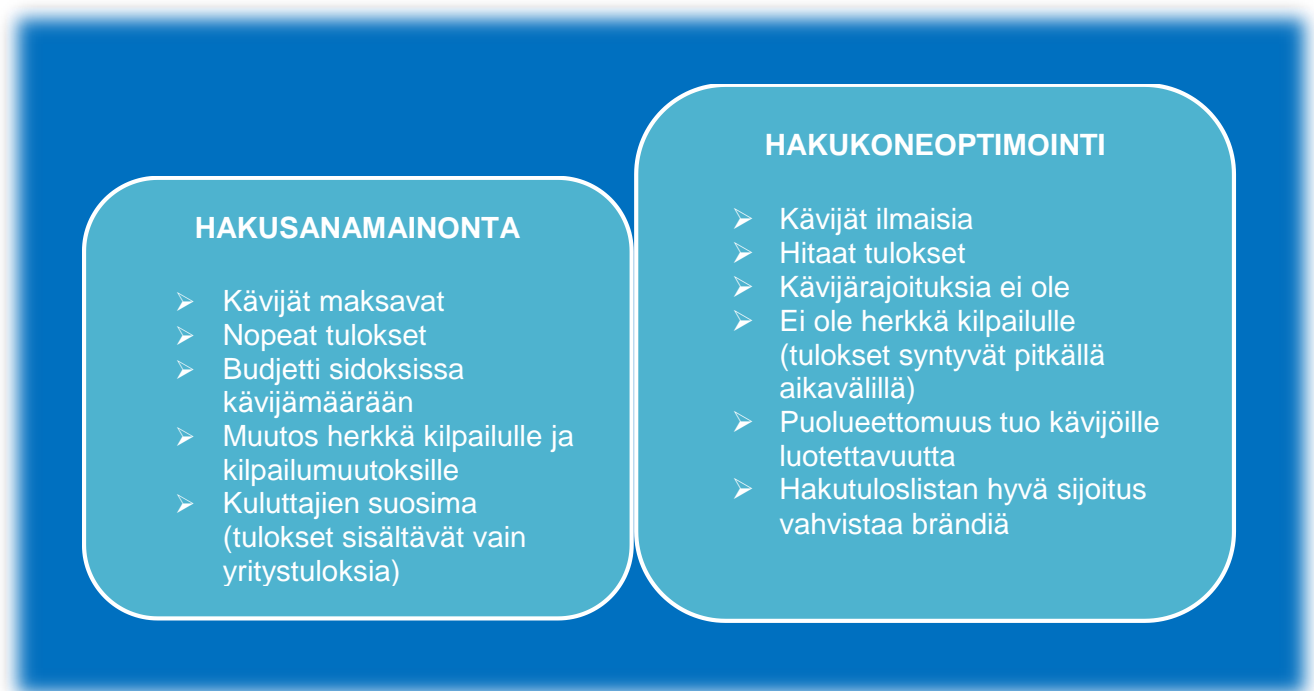 HAKUSANAMAINONTA
➢ Kävijät maksavat
➢ Nopeat tulokset
➢ Budjetti sidoksissa
kävijämäärään
➢ Muutos herkkä kilpailulle ja
kilpailumuutoksille
➢ Kuluttajien suosima
(tulokset sisältävät vain
yritystuloksia)
HAKUKONEOPTIMOINTI
➢ Kävijät ilmaisia
➢ Hitaat tulokset
➢ Kävijärajoituksia ei ole
➢ Ei ole herkkä kilpailulle
(tulokset syntyvät pitkällä
aikavälillä)
➢ Puolueettomuus tuo kävijöille
luotettavuutta
➢ Hakutuloslistan hyvä sijoitus
vahvistaa brändiä